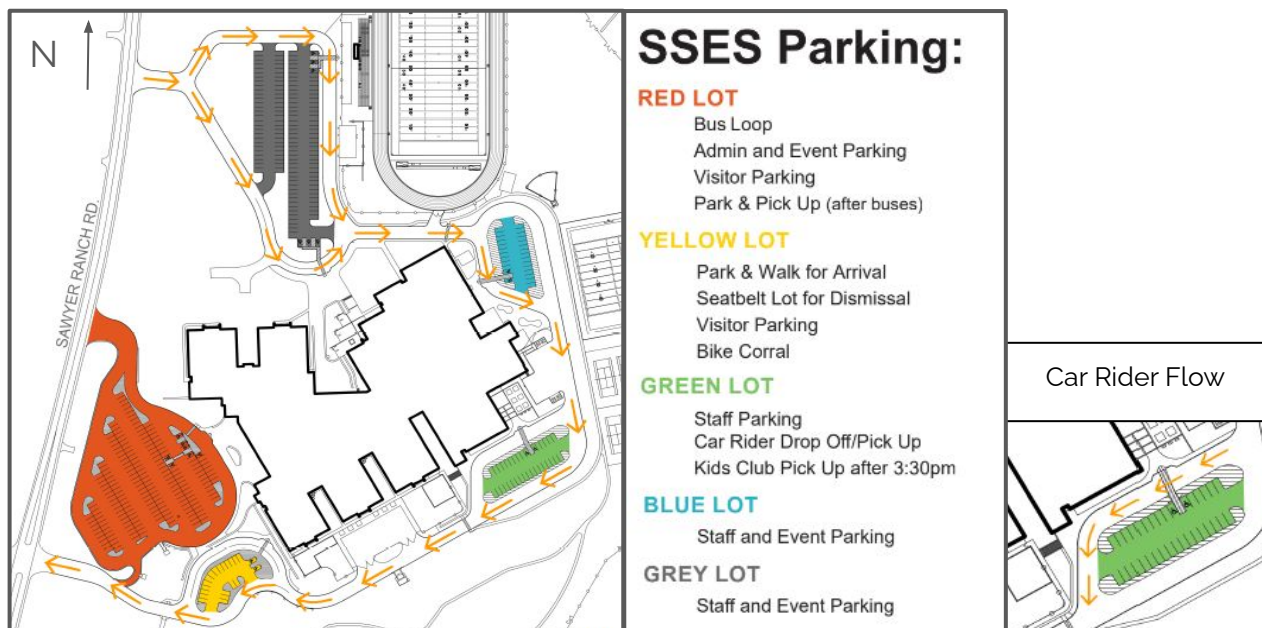 N
SAWYER RANCH RD.
SSES Parking:
RED LOT
Bus Loop
Admin and Event Parking
Visitor Parking
Park & Pick Up (after buses)
YELLOW LOT
Park & Walk for Arrival
Seatbelt Lot for Dismissal
Visitor Parking
Bike Corral
GREEN LOT
Staff Parking
Car Rider Drop Off/Pick Up
Kids Club Pick Up after 3:30pm
BLUE LOT
Staff and Event Parking
GREY LOT
Staff and Event Parking
Car Rider Flow